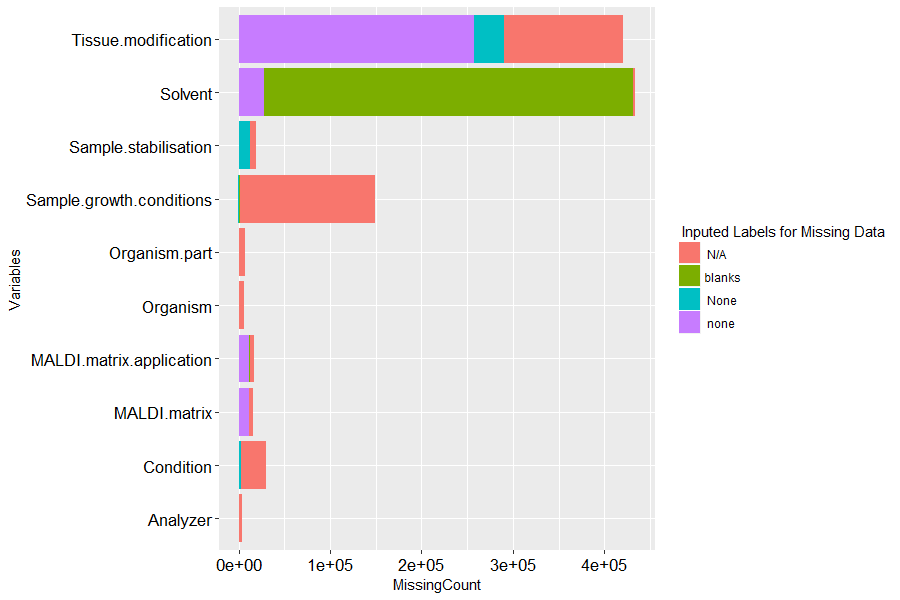 Tissue.modification
Solvent
Sample.stabilisation
Sample.growth.conditions
Organism.part
Organism
MALDI.matrix.application
MALDI.matrix
Condition
Analyzer
Variables
0e+00 1e+05 2e+05 3e+05 4e+05
MissingCount
Inputed Labels for Missing Data
N/A
blanks
None
none